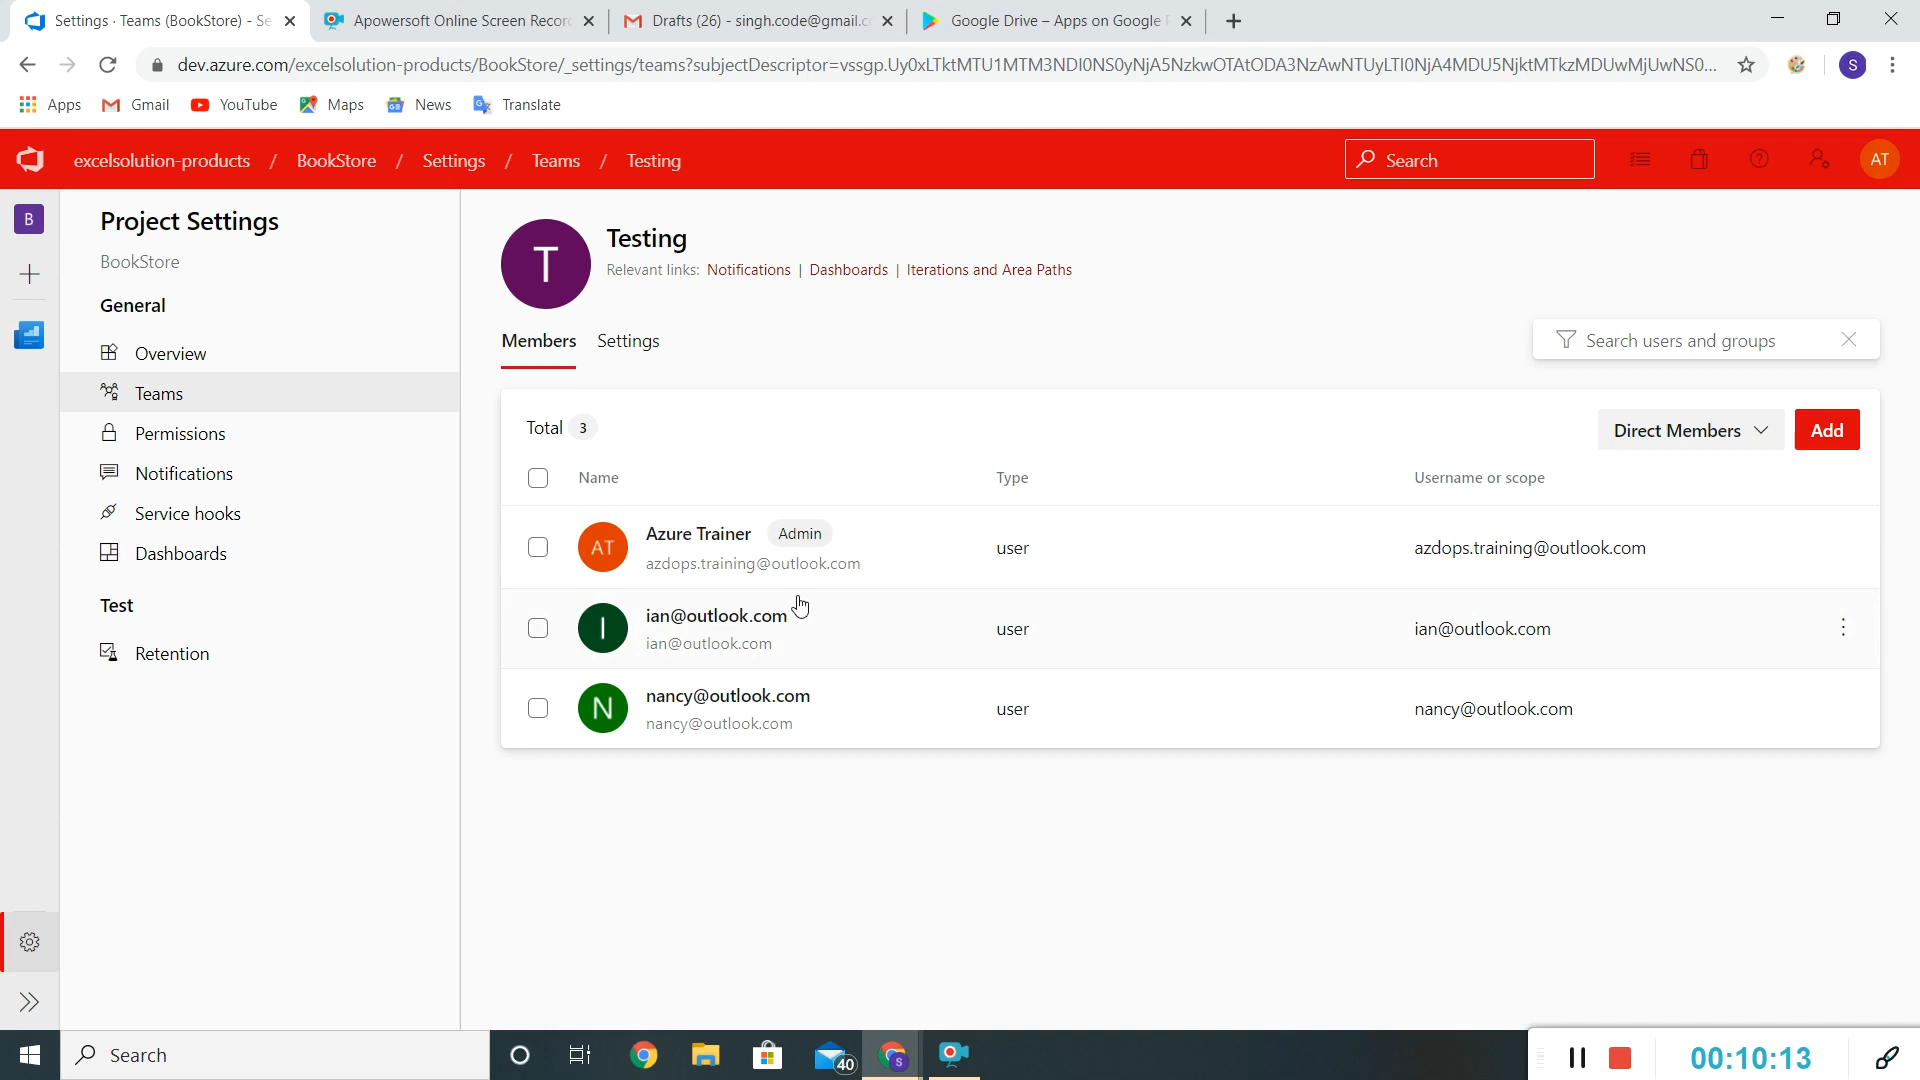 Settings · Teams (BookStore) - Se
Apowersoft Online Screen Recor
Drafts (26) - singh.code@gmail.c
Google Drive – Apps on Google P
dev.azure.com/excelsolution-products/BookStore/_settings/teams?subjectDescriptor=vssgp.Uy0xLTktMTU1MTM3NDI0NS0yNjA5NzkwOTAtODA3NzAwNTUyLTI0NjA4MDU5NjktMTkzMDUwMjUwNS0...
S
Apps
Gmail
YouTube
Maps
News
Translate
excelsolution-products / BookStore / Settings / Teams / Testing
Search
AT
B
Project Settings
BookStore
General
Overview
Teams
Permissions
Notifications
Service hooks
Dashboards
Test
Retention
T
Testing
Relevant links: Notifications | Dashboards | Iterations and Area Paths
Members
Settings
Search users and groups
Total 3
Direct Members
Add
Name
Type
Username or scope
AT
Azure Trainer Admin
azdops.training@outlook.com
user
azdops.training@outlook.com
I
ian@outlook.com
ian@outlook.com
user
ian@outlook.com
N
nancy@outlook.com
nancy@outlook.com
user
nancy@outlook.com
Search
40
S
00:10:13